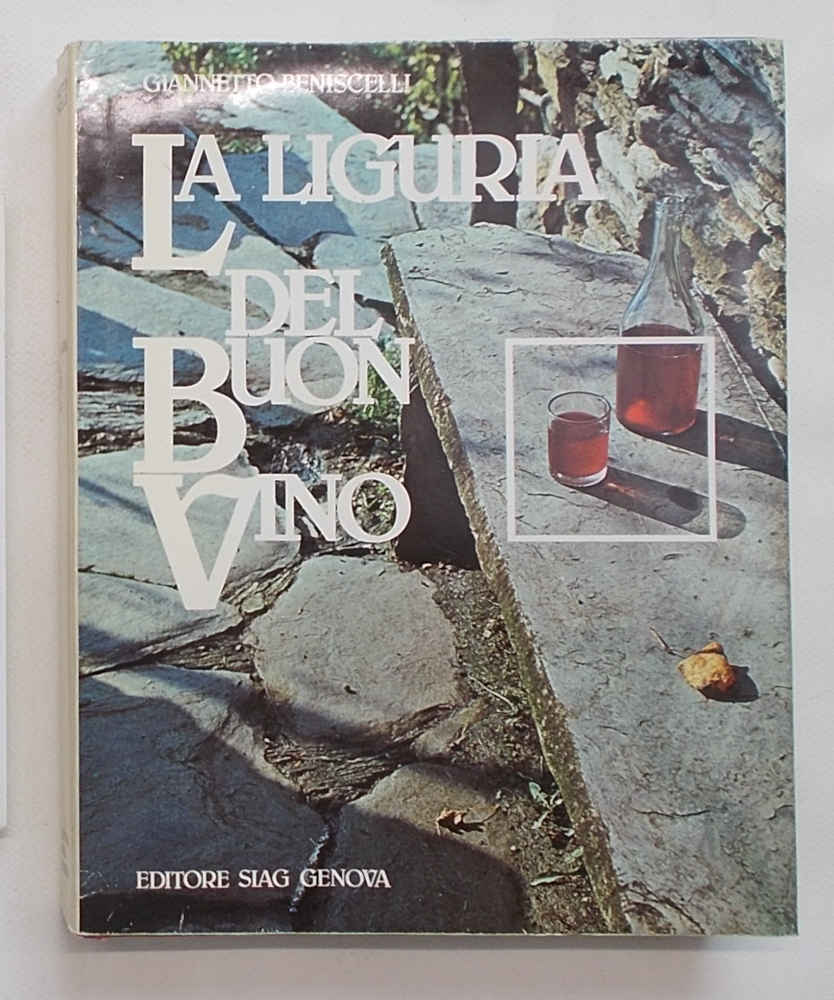 GIANNETTO BENISCELLI
LA LIGURIA
DEL
BUON
VINO
EDITORE SIAG GENOVA